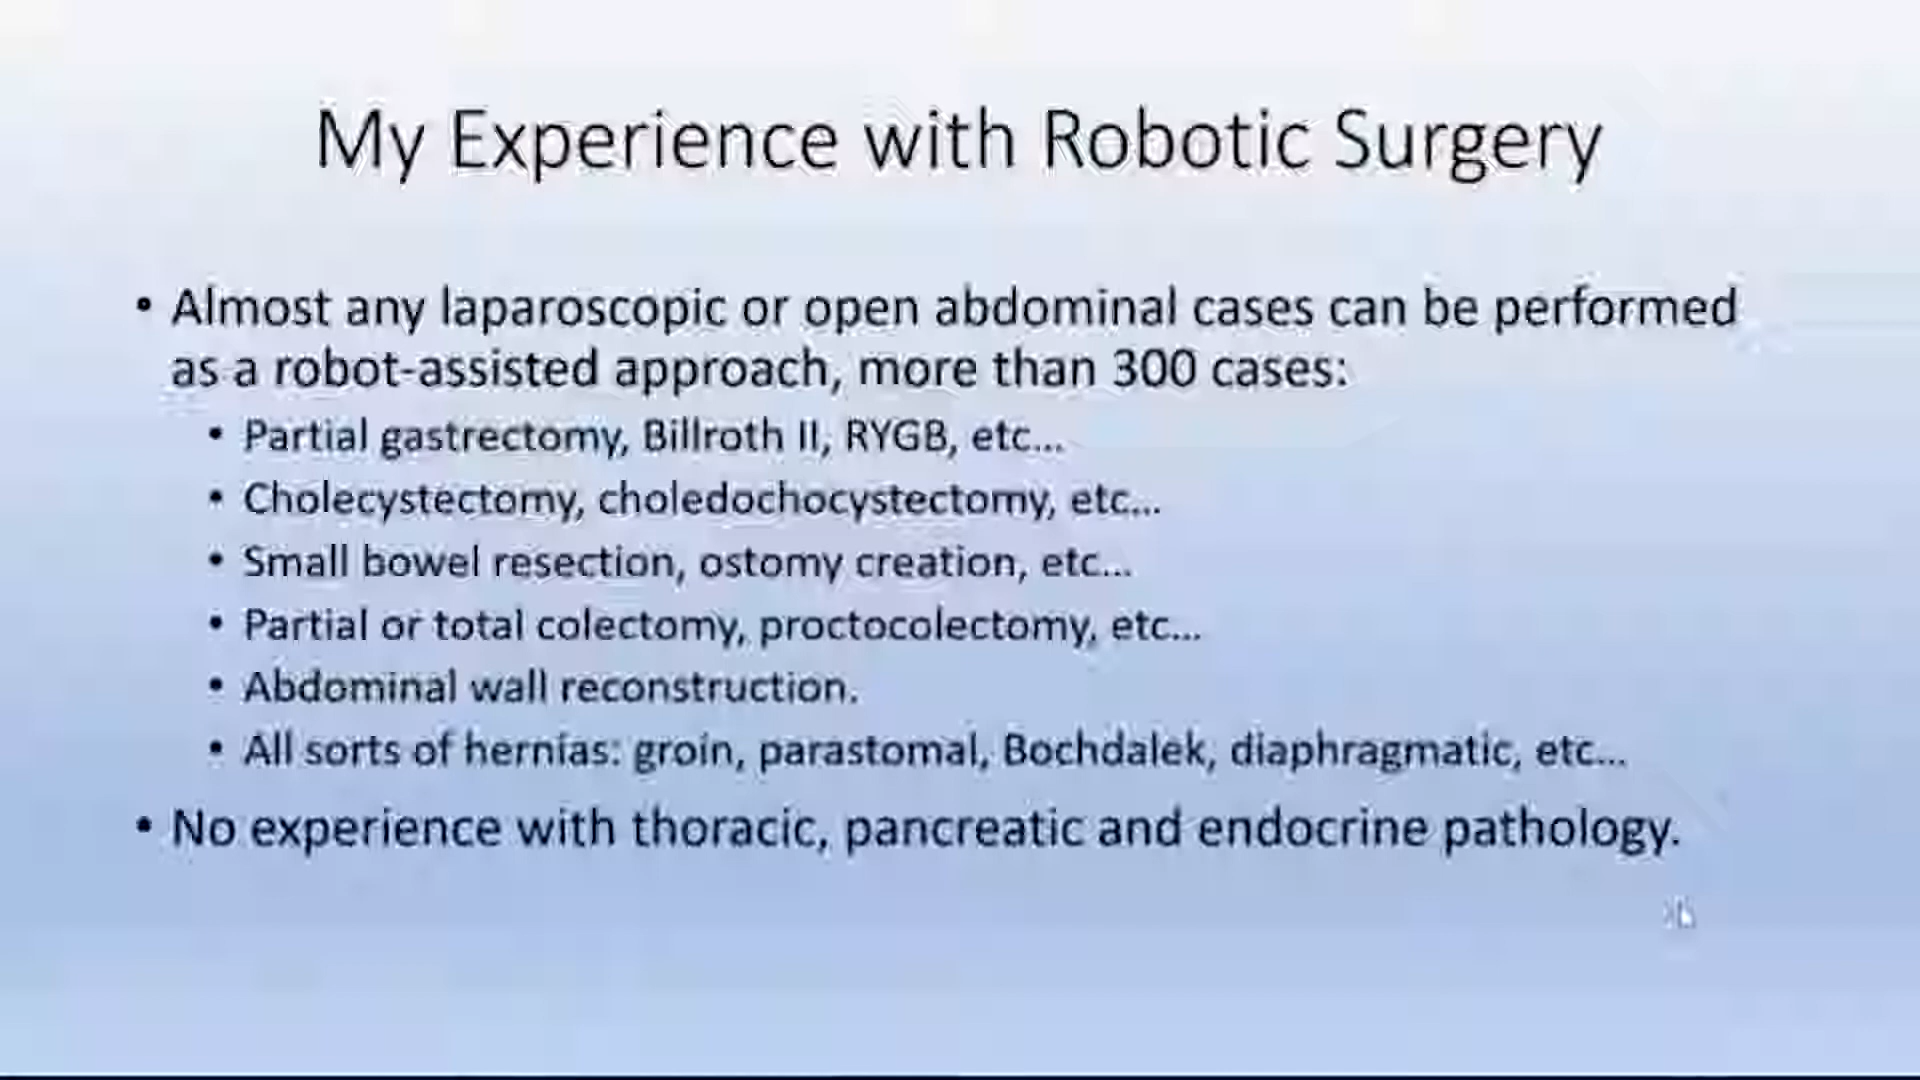 My Experience with Robotic Surgery
• Almost any laparoscopic or open abdominal cases can be performed
as a robot-assisted approach, more than 300 cases:
• Partial gastrectomy, Billroth II, RYGB, etc...
• Cholecystectomy, choledochocystectomy, etc...
• Small bowel resection, ostomy creation, etc...
• Partial or total colectomy, proctocolectomy, etc...
• Abdominal wall reconstruction.
• All sorts of hernias: groin, parastomal, Bochdalek, diaphragmatic, etc...
• No experience with thoracic, pancreatic and endocrine pathology.